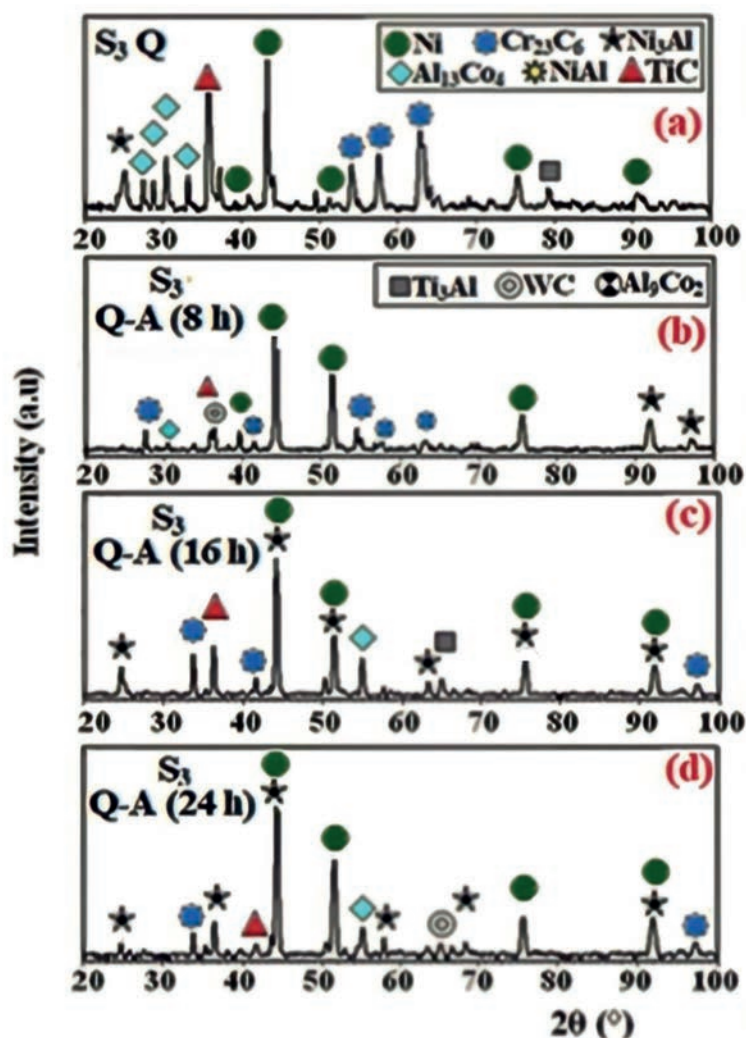 S₃ Q
Ni Cr₂₃C₆ Ni₃Al
Al₁₃Co₄ NiAl TiC
(a)
20 30 40 50 60 70 80 90 100
S₃
Q-A (8 h)
Ti₃Al WC Al₉Co₂
(b)
20 30 40 50 60 70 80 90 100
S₃
Q-A (16 h)
(c)
20 30 40 50 60 70 80 90 100
S₃
Q-A (24 h)
(d)
20 30 40 50 60 70 80 90 100
Intensity (a.u)
2θ (°)